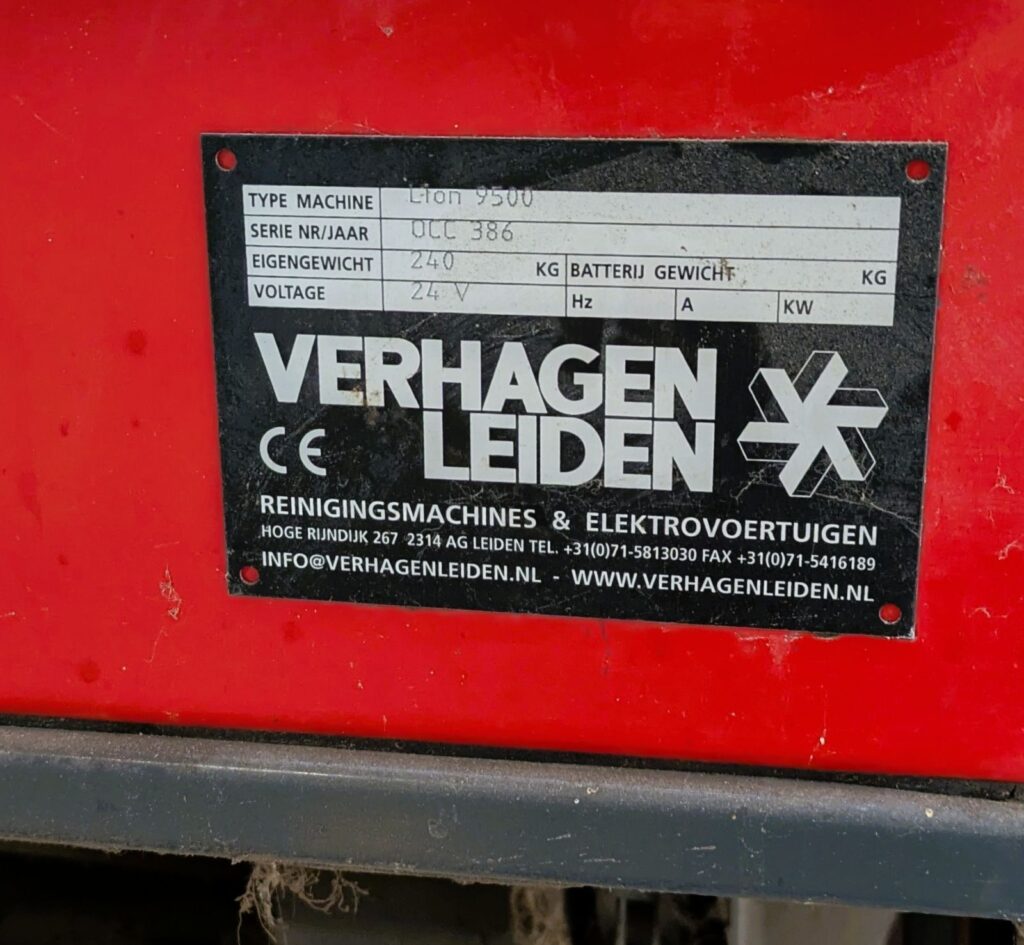 TYPE MACHINE Lion 9500
SERIE NR/JAAR OCC 386
EIGENGEWICHT 240 KG BATTERIJ GEWICHT KG
VOLTAGE 24 V Hz A KW
VERHAGEN
LEIDEN
CE
REINIGINGSMACHINES & ELEKTROVOERTUIGEN
HOGE RIJNDIJK 267 2314 AG LEIDEN TEL. +31(0)71-5813030 FAX +31(0)71-5416189
INFO@VERHAGENLEIDEN.NL - WWW.VERHAGENLEIDEN.NL